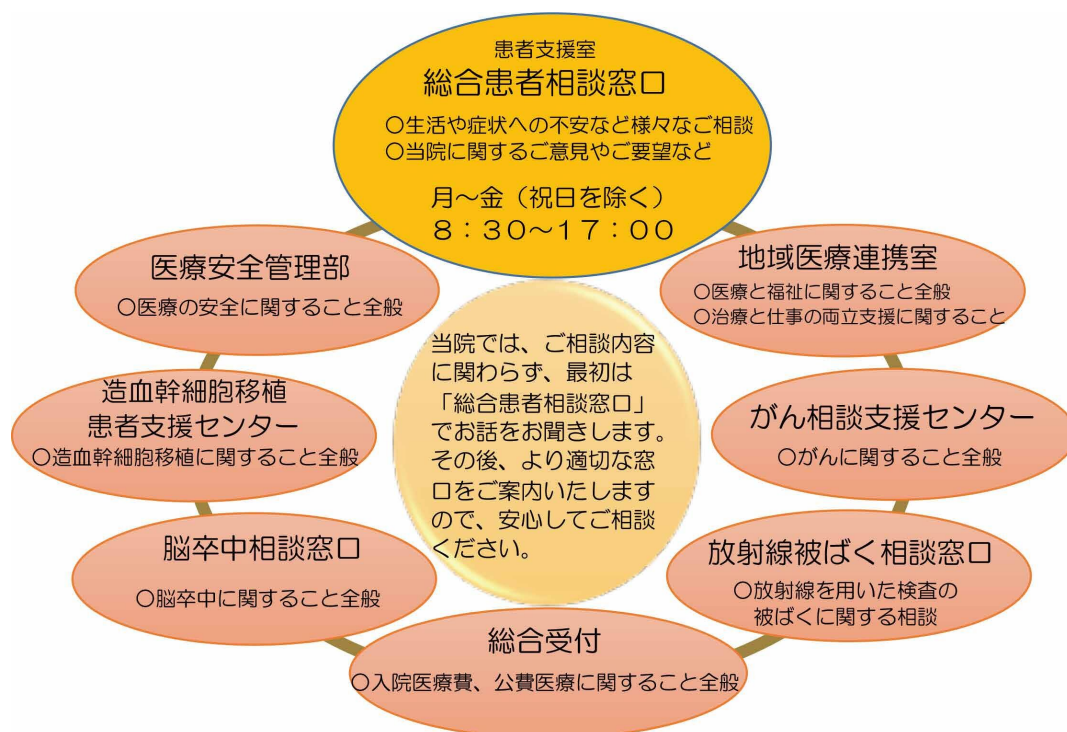 患者支援室
総合患者相談窓口
○生活や症状への不安など様々なご相談
○当院に関するご意見やご要望など
月～金（祝日を除く）
８：３０～１７：００
医療安全管理部
○医療の安全に関すること全般
地域医療連携室
○医療と福祉に関すること全般
○治療と仕事の両立支援に関すること
当院では、ご相談内容
に関わらず、最初は
「総合患者相談窓口」
でお話をお聞きします。
その後、より適切な窓
口をご案内いたします
ので、安心してご相談
ください。
造血幹細胞移植
患者支援センター
○造血幹細胞移植に関すること全般
がん相談支援センター
○がんに関すること全般
脳卒中相談窓口
○脳卒中に関すること全般
放射線被ばく相談窓口
○放射線を用いた検査の
被ばくに関する相談
総合受付
○入院医療費、公費医療に関すること全般